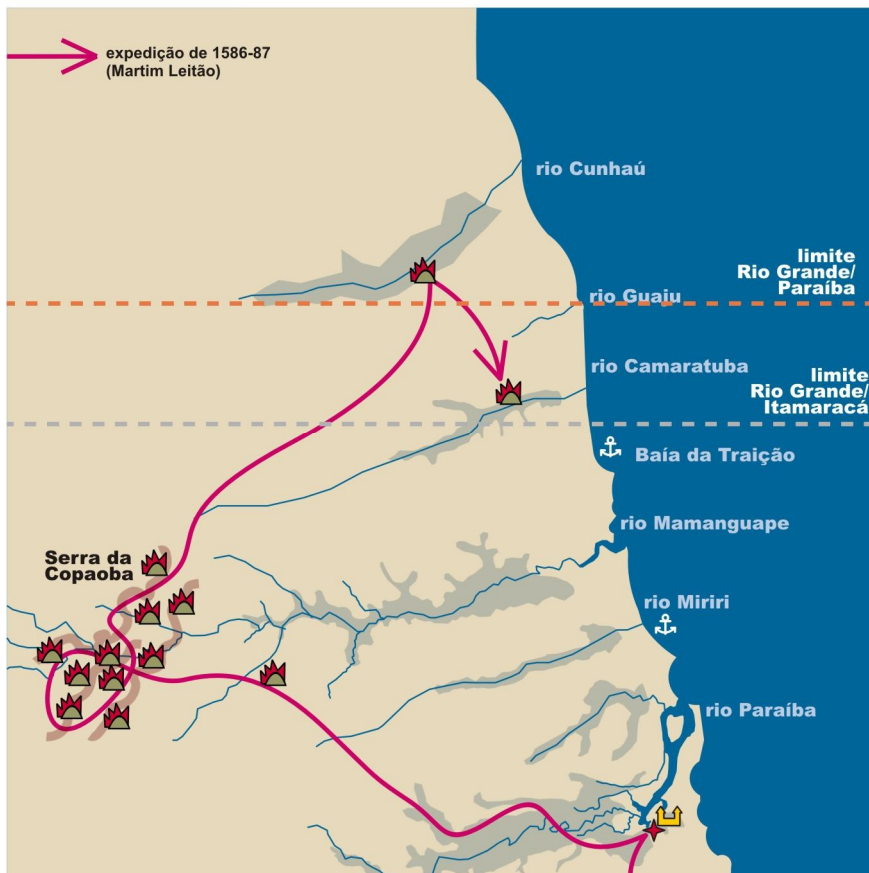 expedição de 1586-87
(Martim Leitão)
rio Cunhaú
limite
Rio Grande/
Paraíba
rio Guaiu
rio Camaratuba
limite
Rio Grande/
Itamaracá
Baía da Traição
rio Mamanguape
Serra da
Copaoba
rio Miriri
rio Paraíba